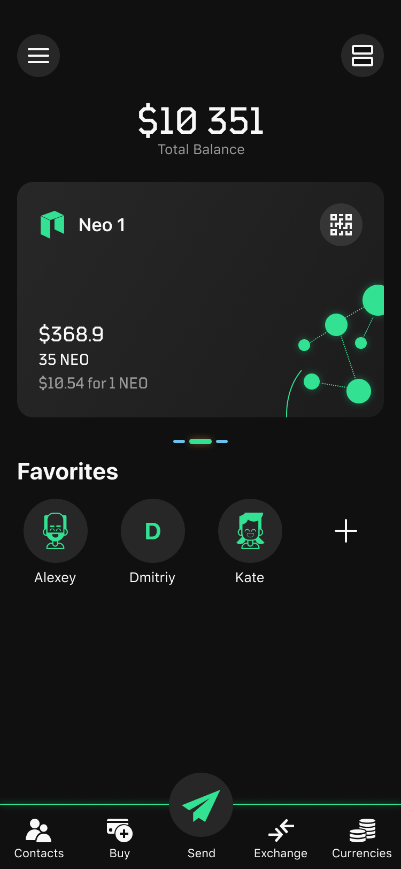 $10 351
Total Balance
Neo 1
$368.9
35 NEO
$10.54 for 1 NEO
Favorites
D
Alexey
Dmitriy
Kate
Contacts
Buy
Send
Exchange
Currencies